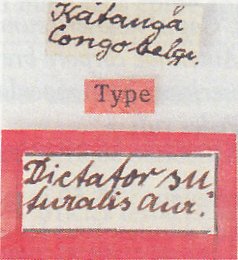 Katanga
Congo belge.
Type
Dictator su
turalis Aur.